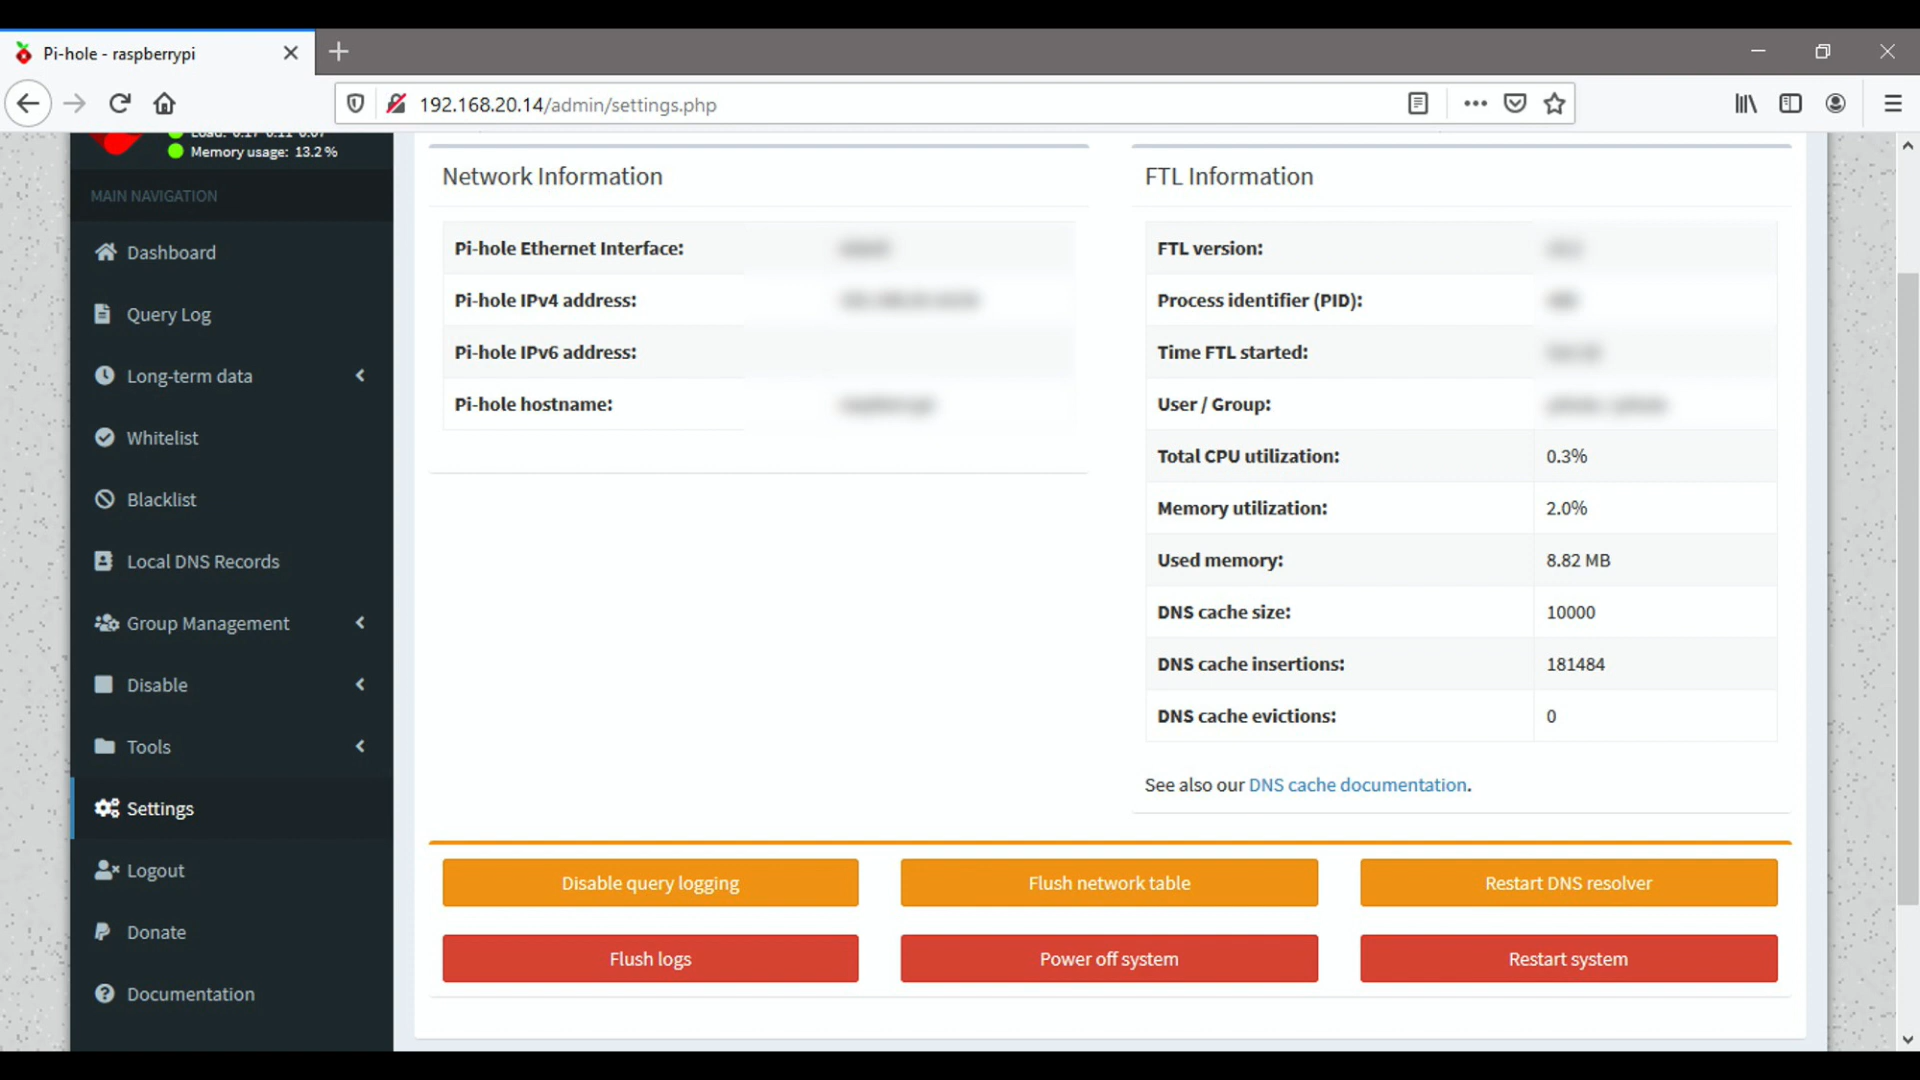 Pi-hole - raspberrypi
192.168.20.14/admin/settings.php
Memory usage: 13.2 %
MAIN NAVIGATION
Dashboard
Query Log
Long-term data
Whitelist
Blacklist
Local DNS Records
Group Management
Disable
Tools
Settings
Logout
Donate
Documentation
Network Information
Pi-hole Ethernet Interface:
Pi-hole IPv4 address:
Pi-hole IPv6 address:
Pi-hole hostname:
FTL Information
FTL version:
Process identifier (PID):
Time FTL started:
User / Group:
Total CPU utilization: 0.3%
Memory utilization: 2.0%
Used memory: 8.82 MB
DNS cache size: 10000
DNS cache insertions: 181484
DNS cache evictions: 0
See also our DNS cache documentation.
Disable query logging
Flush network table
Restart DNS resolver
Flush logs
Power off system
Restart system